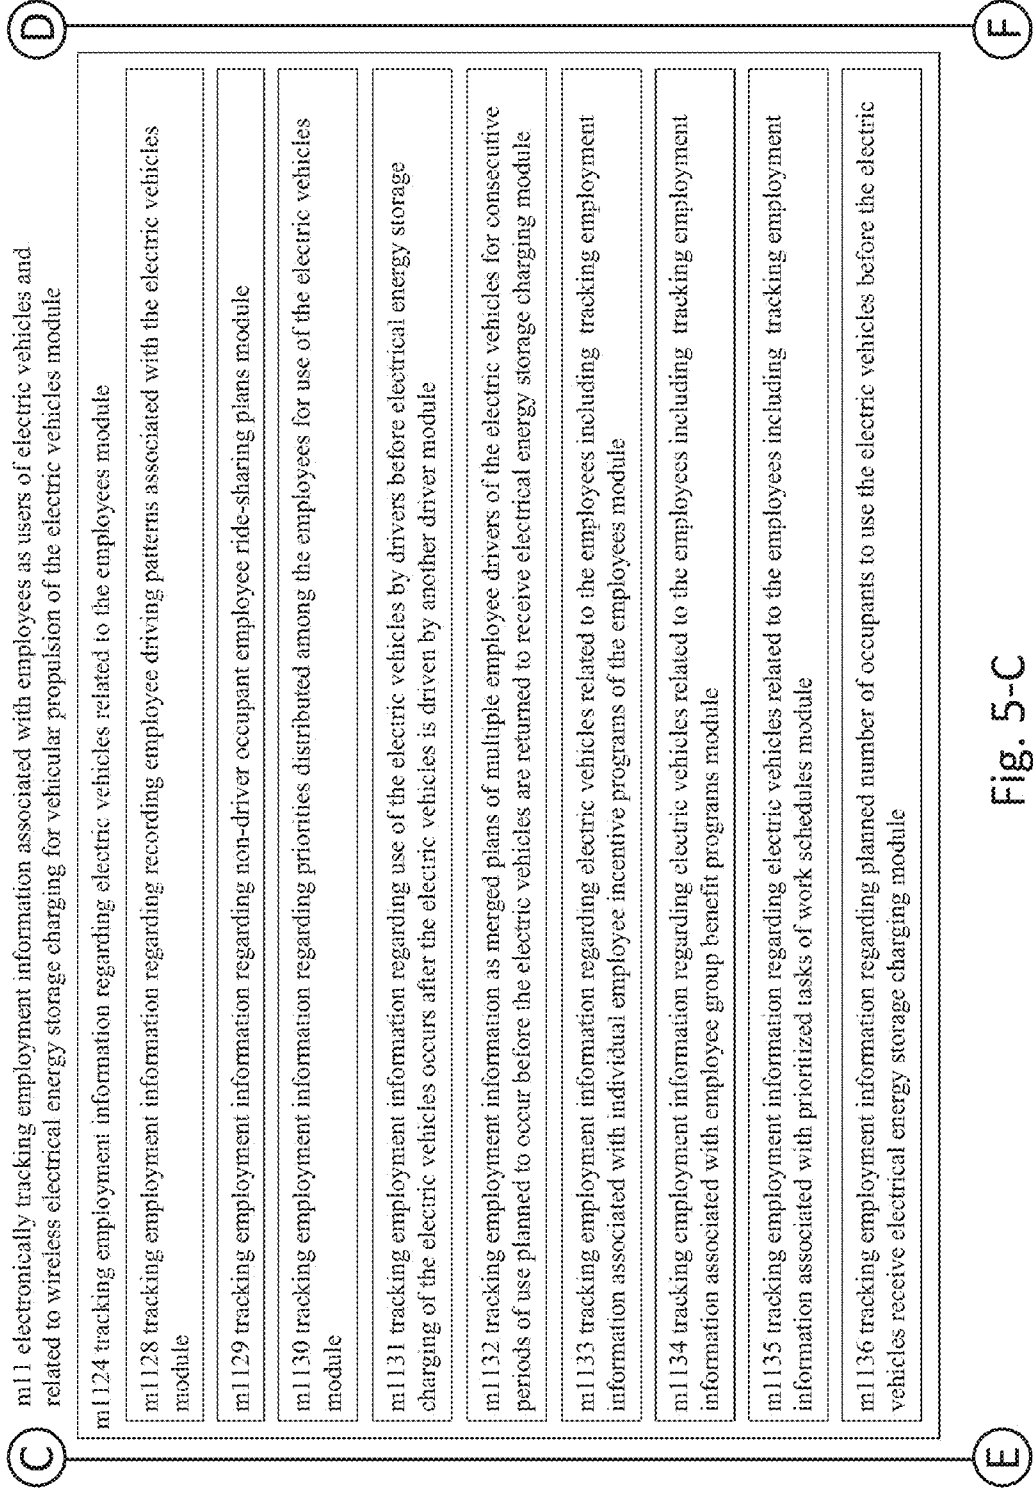 C
D
m11 electronically tracking employment information associated with employees as users of electric vehicles and
related to wireless electrical energy storage charging for vehicular propulsion of the electric vehicles module
m1124 tracking employment information regarding electric vehicles related to the employees module
m1128 tracking employment information regarding recording employee driving patterns associated with the electric vehicles
module
m1129 tracking employment information regarding non-driver occupant employee ride-sharing plans module
m1130 tracking employment information regarding priorities distributed among the employees for use of the electric vehicles
module
m1131 tracking employment information regarding use of the electric vehicles by drivers before electrical energy storage
charging of the electric vehicles occurs after the electric vehicles is driven by another driver module
m1132 tracking employment information as merged plans of multiple employee drivers of the electric vehicles for consecutive
periods of use planned to occur before the electric vehicles are returned to receive electrical energy storage charging module
m1133 tracking employment information regarding electric vehicles related to the employees including tracking employment
information associated with individual employee incentive programs of the employees module
m1134 tracking employment information regarding electric vehicles related to the employees including tracking employment
information associated with employee group benefit programs module
m1135 tracking employment information regarding electric vehicles related to the employees including tracking employment
information associated with prioritized tasks of work schedules module
m1136 tracking employment information regarding planned number of occupants to use the electric vehicles before the electric
vehicles receive electrical energy storage charging module
E
F
Fig. 5-C